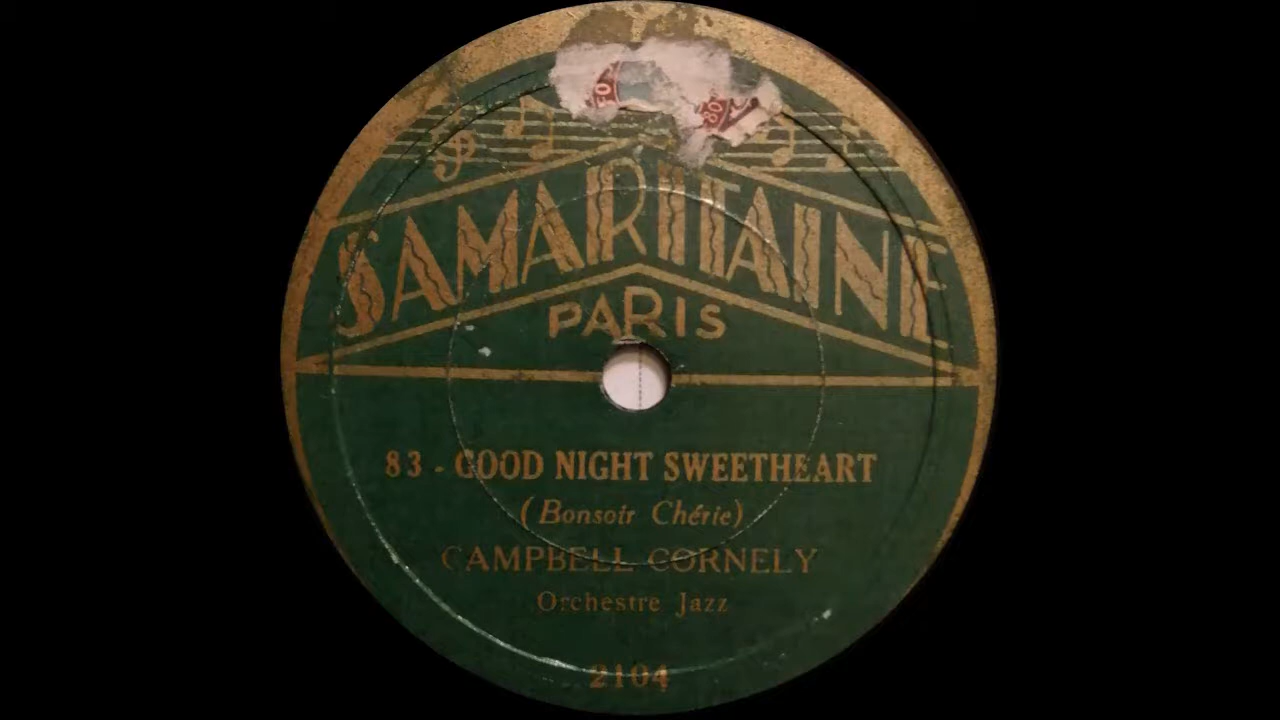 SAMARITAINE
PARIS
83 - GOOD NIGHT SWEETHEART
(Bonsoir Chérie)
CAMPBELL CORNELY
Orchestre Jazz
2104